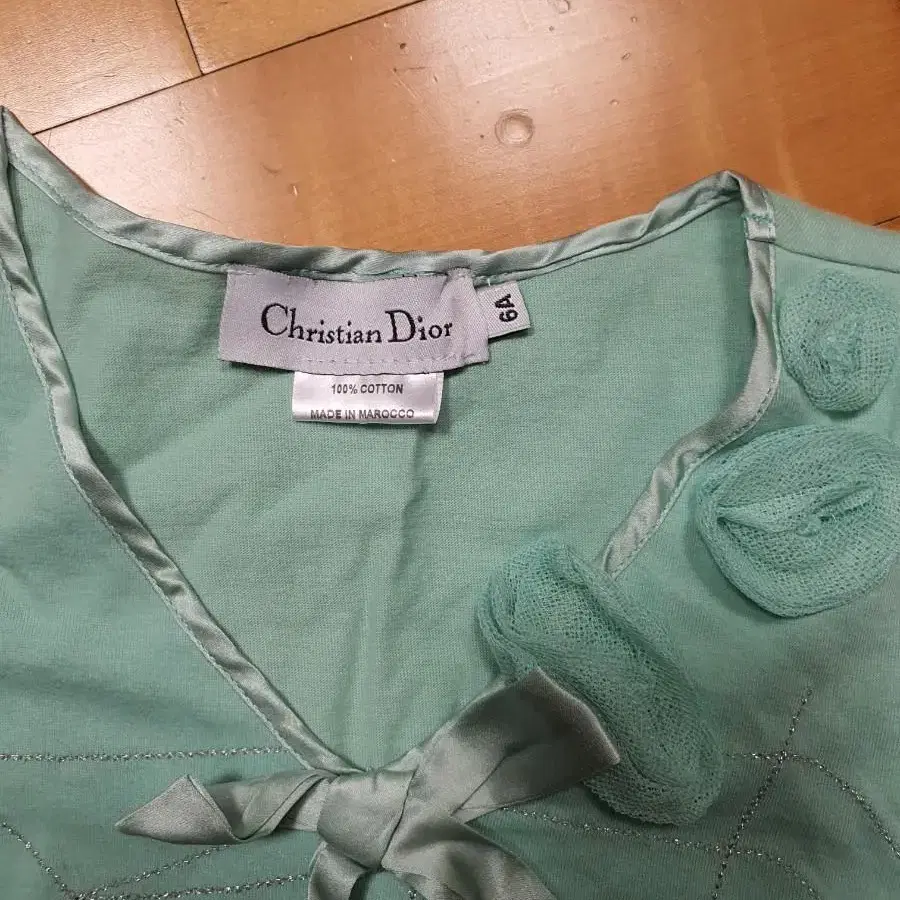 Christian Dior
6A
100% COTTON
MADE IN MAROCCO